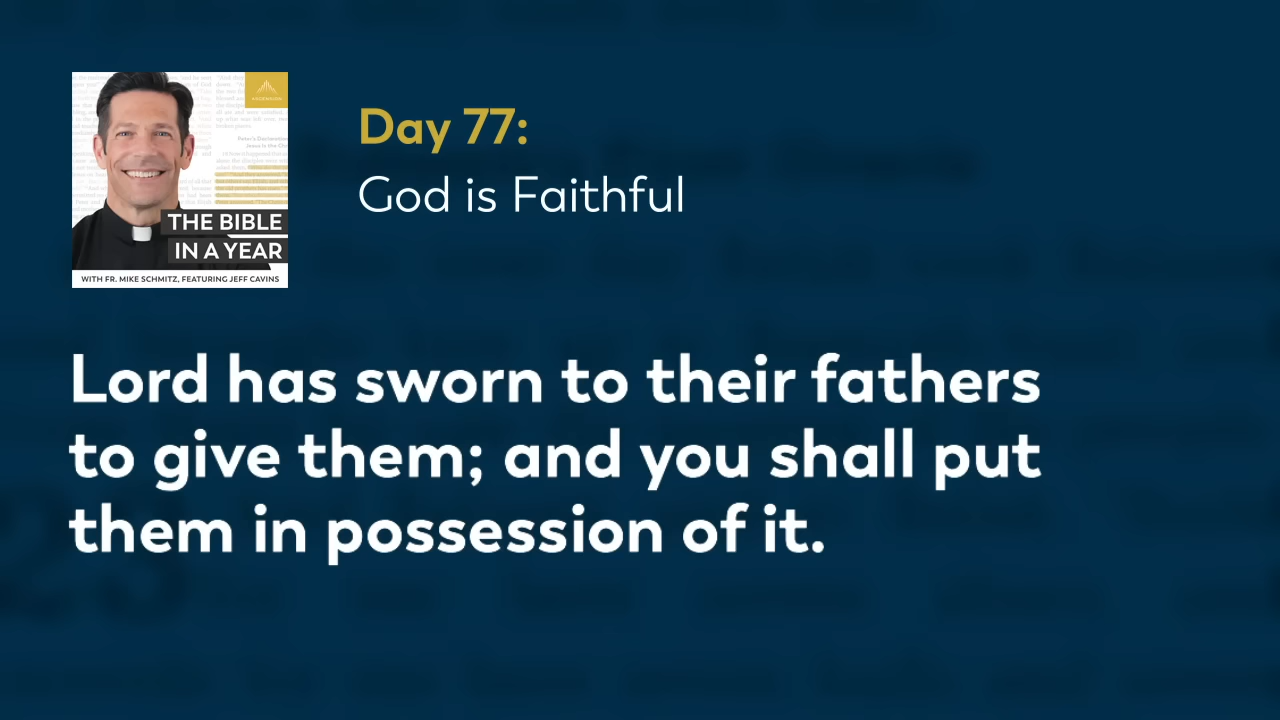 Day 77:
God is Faithful
THE BIBLE
IN A YEAR
WITH FR. MIKE SCHMITZ, FEATURING JEFF CAVINS
Lord has sworn to their fathers
to give them; and you shall put
them in possession of it.